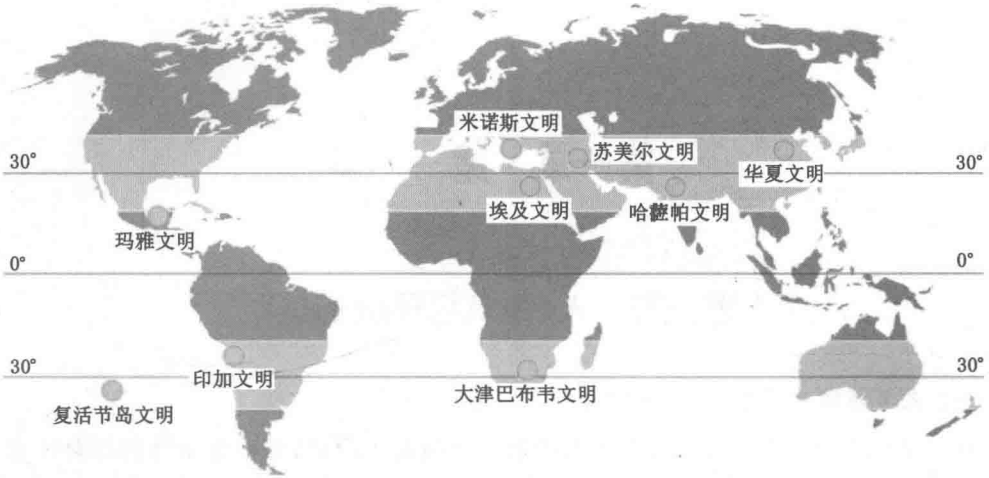 米诺斯文明
苏美尔文明
30°
华夏文明
30°
埃及文明
哈薩帕文明
玛雅文明
0°
0°
30°
印加文明
大津巴布韦文明
30°
复活节岛文明